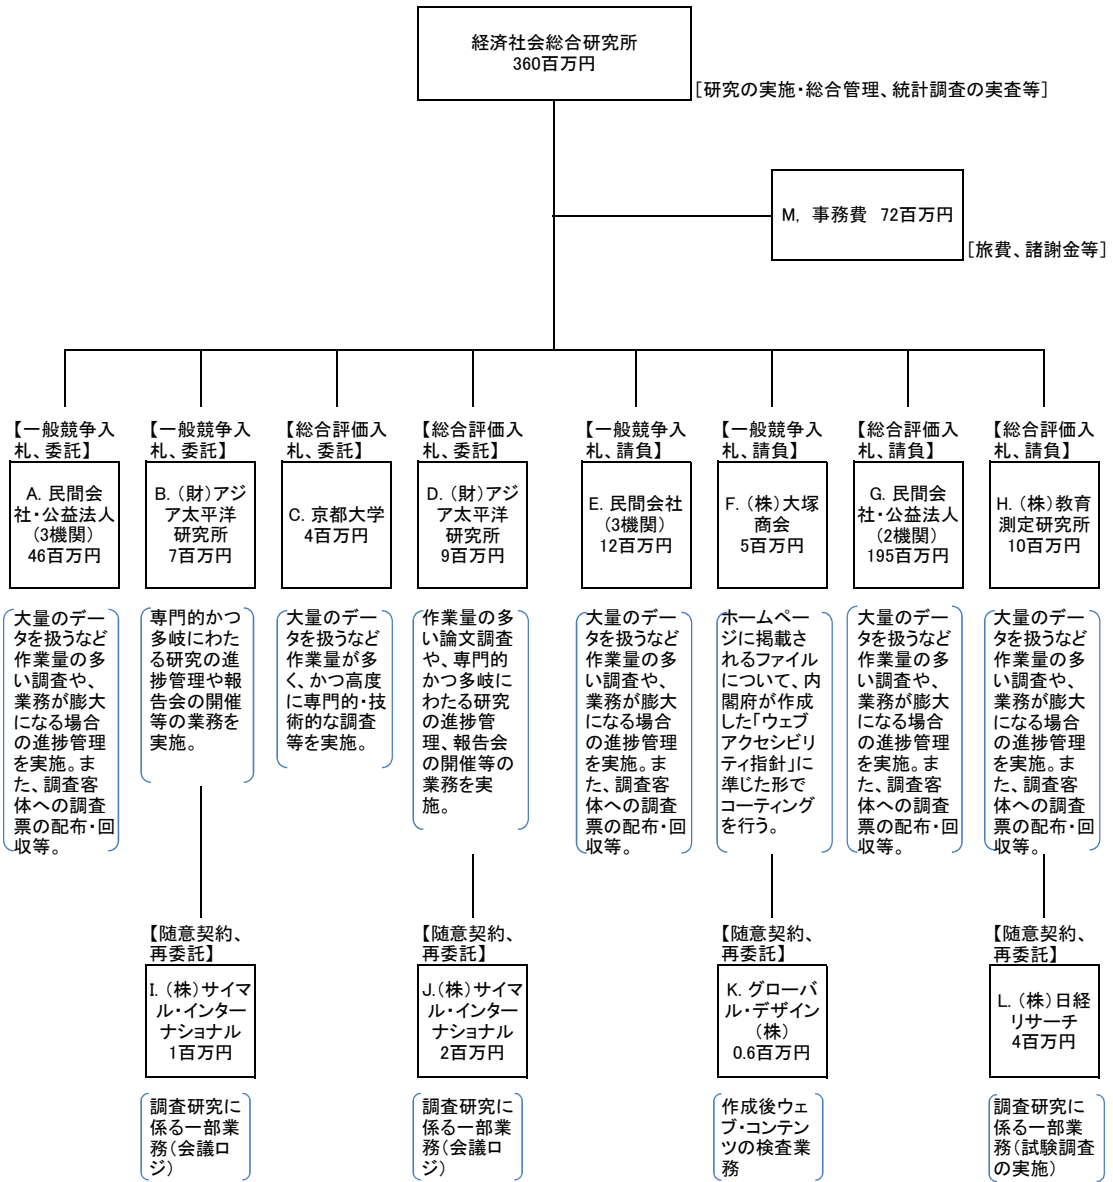 経済社会総合研究所
360百万円
［研究の実施・総合管理、統計調査の実査等］
M,　事務費　72百万円
［旅費、諸謝金等］
【一般競争入
札、委託】
A. 民間会
社・公益法人
（3機関）
46百万円
大量のデー
タを扱うなど
作業量の多
い調査や、
業務が膨大
になる場合
の進捗管理
を実施。ま
た、調査客
体への調査
票の配布・回
収等。
【一般競争入
札、委託】
B. （財）アジ
ア太平洋
研究所
7百万円
専門的かつ
多岐にわた
る研究の進
捗管理や報
告会の開催
等の業務を
実施。
【総合評価入
札、委託】
C. 京都大学
4百万円
大量のデー
タを扱うなど
作業量が多
く、かつ高度
に専門的・技
術的な調査
等を実施。
【総合評価入
札、委託】
D. （財）アジ
ア太平洋
研究所
9百万円
作業量の多
い論文調査
や、専門的
かつ多岐に
わたる研究
の進捗管
理、報告会
の開催等の
業務を実
施。
【一般競争入
札、請負】
E. 民間会社
（3機関）
12百万円
大量のデー
タを扱うなど
作業量の多
い調査や、
業務が膨大
になる場合
の進捗管理
を実施。ま
た、調査客
体への調査
票の配布・回
収等。
【一般競争入
札、請負】
F. （株）大塚
商会
5百万円
ホームペー
ジに掲載さ
れるファイル
について、内
閣府が作成
した「ウェブ
アクセシビリ
ティ指針」に
準じた形で
コーティング
を行う。
【総合評価入
札、請負】
G. 民間会
社・公益法人
（2機関）
195百万円
大量のデー
タを扱うなど
作業量の多
い調査や、
業務が膨大
になる場合
の進捗管理
を実施。ま
た、調査客
体への調査
票の配布・回
収等。
【総合評価入
札、請負】
H. （株）教育
測定研究所
10百万円
大量のデー
タを扱うなど
作業量の多
い調査や、
業務が膨大
になる場合
の進捗管理
を実施。ま
た、調査客
体への調査
票の配布・回
収等。
【随意契約、
再委託】
I. （株）サイマ
ル・インター
ナショナル
1百万円
調査研究に
係る一部業
務（会議ロ
ジ）
【随意契約、
再委託】
J.（株）サイマ
ル・インター
ナショナル
2百万円
調査研究に
係る一部業
務（会議ロ
ジ）
【随意契約、
再委託】
K. グローバ
ル・デザイン
（株）
0.6百万円
作成後ウェ
ブ・コンテン
ツの検査業
務
【随意契約、
再委託】
L. （株）日経
リサーチ
4百万円
調査研究に
係る一部業
務（試験調査
の実施）